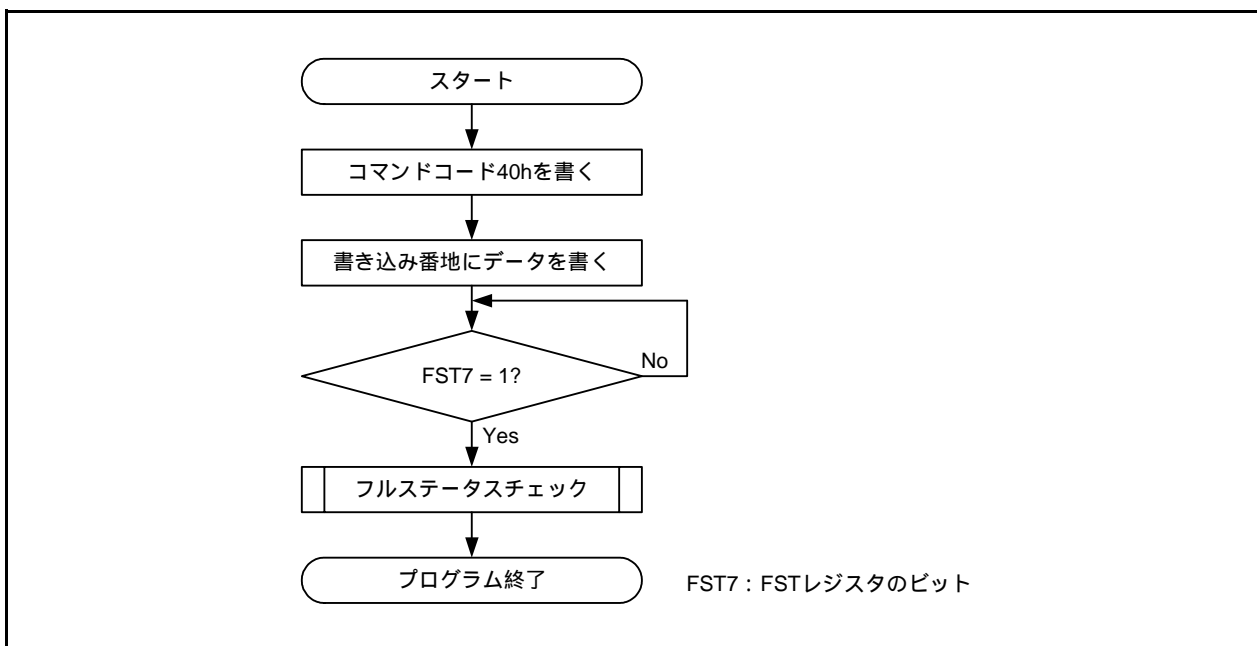 スタート
コマンドコード40hを書く
書き込み番地にデータを書く
FST7 = 1?
No
Yes
フルステータスチェック
プログラム終了
FST7：FSTレジスタのビット